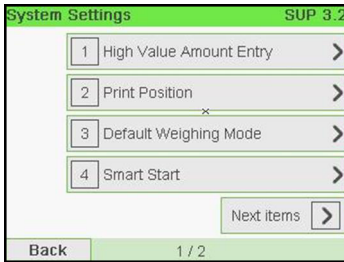 System Settings SUP 3.2
1 High Value Amount Entry
2 Print Position
3 Default Weighing Mode
4 Smart Start
Next items
Back 1 / 2